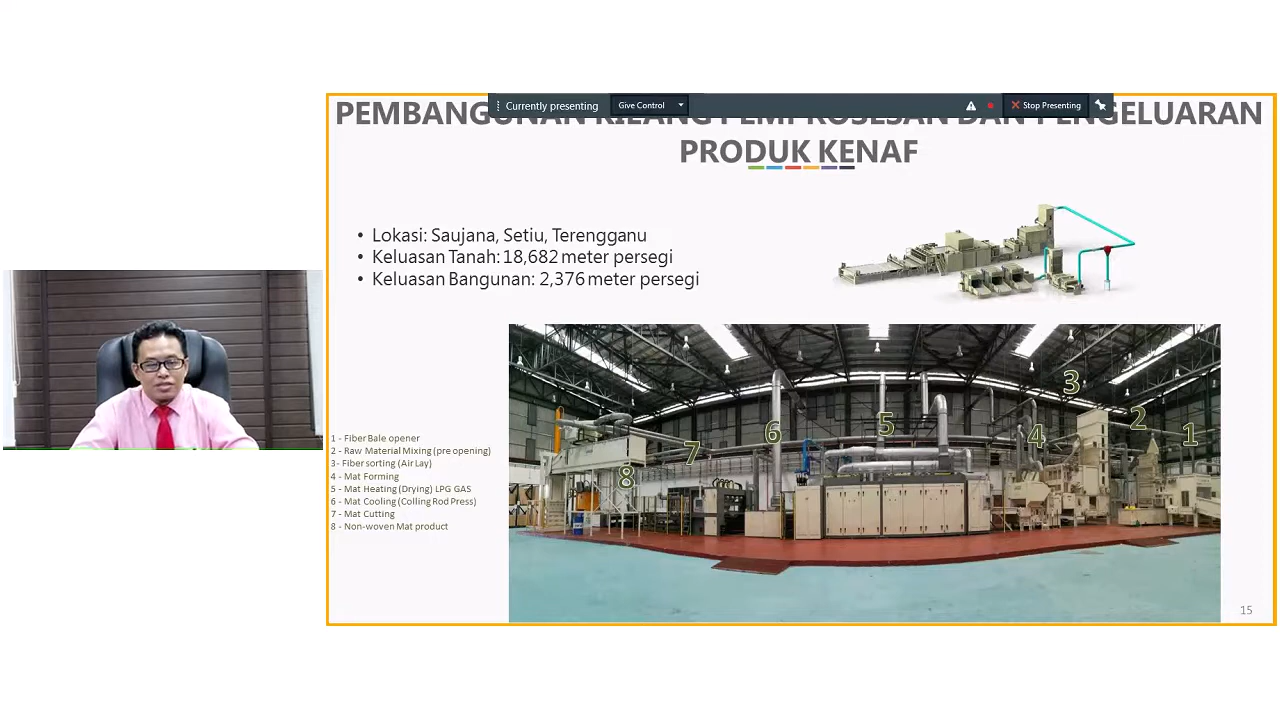 Currently presenting
Give Control
Stop Presenting
PEMBANGUNAN KILANG PEMPROSESAN DAN PENGELUARAN
PRODUK KENAF
• Lokasi: Saujana, Setiu, Terengganu
• Keluasan Tanah: 18,682 meter persegi
• Keluasan Bangunan: 2,376 meter persegi
1 - Fiber Bale opener
2 - Raw Material Mixing (pre opening)
3- Fiber sorting (Air Lay)
4 - Mat Forming
5 - Mat Heating (Drying) LPG GAS
6 - Mat Cooling (Colling Rod Press)
7 - Mat Cutting
8 - Non-woven Mat product
8
7
6
5
4
3
2
1
15